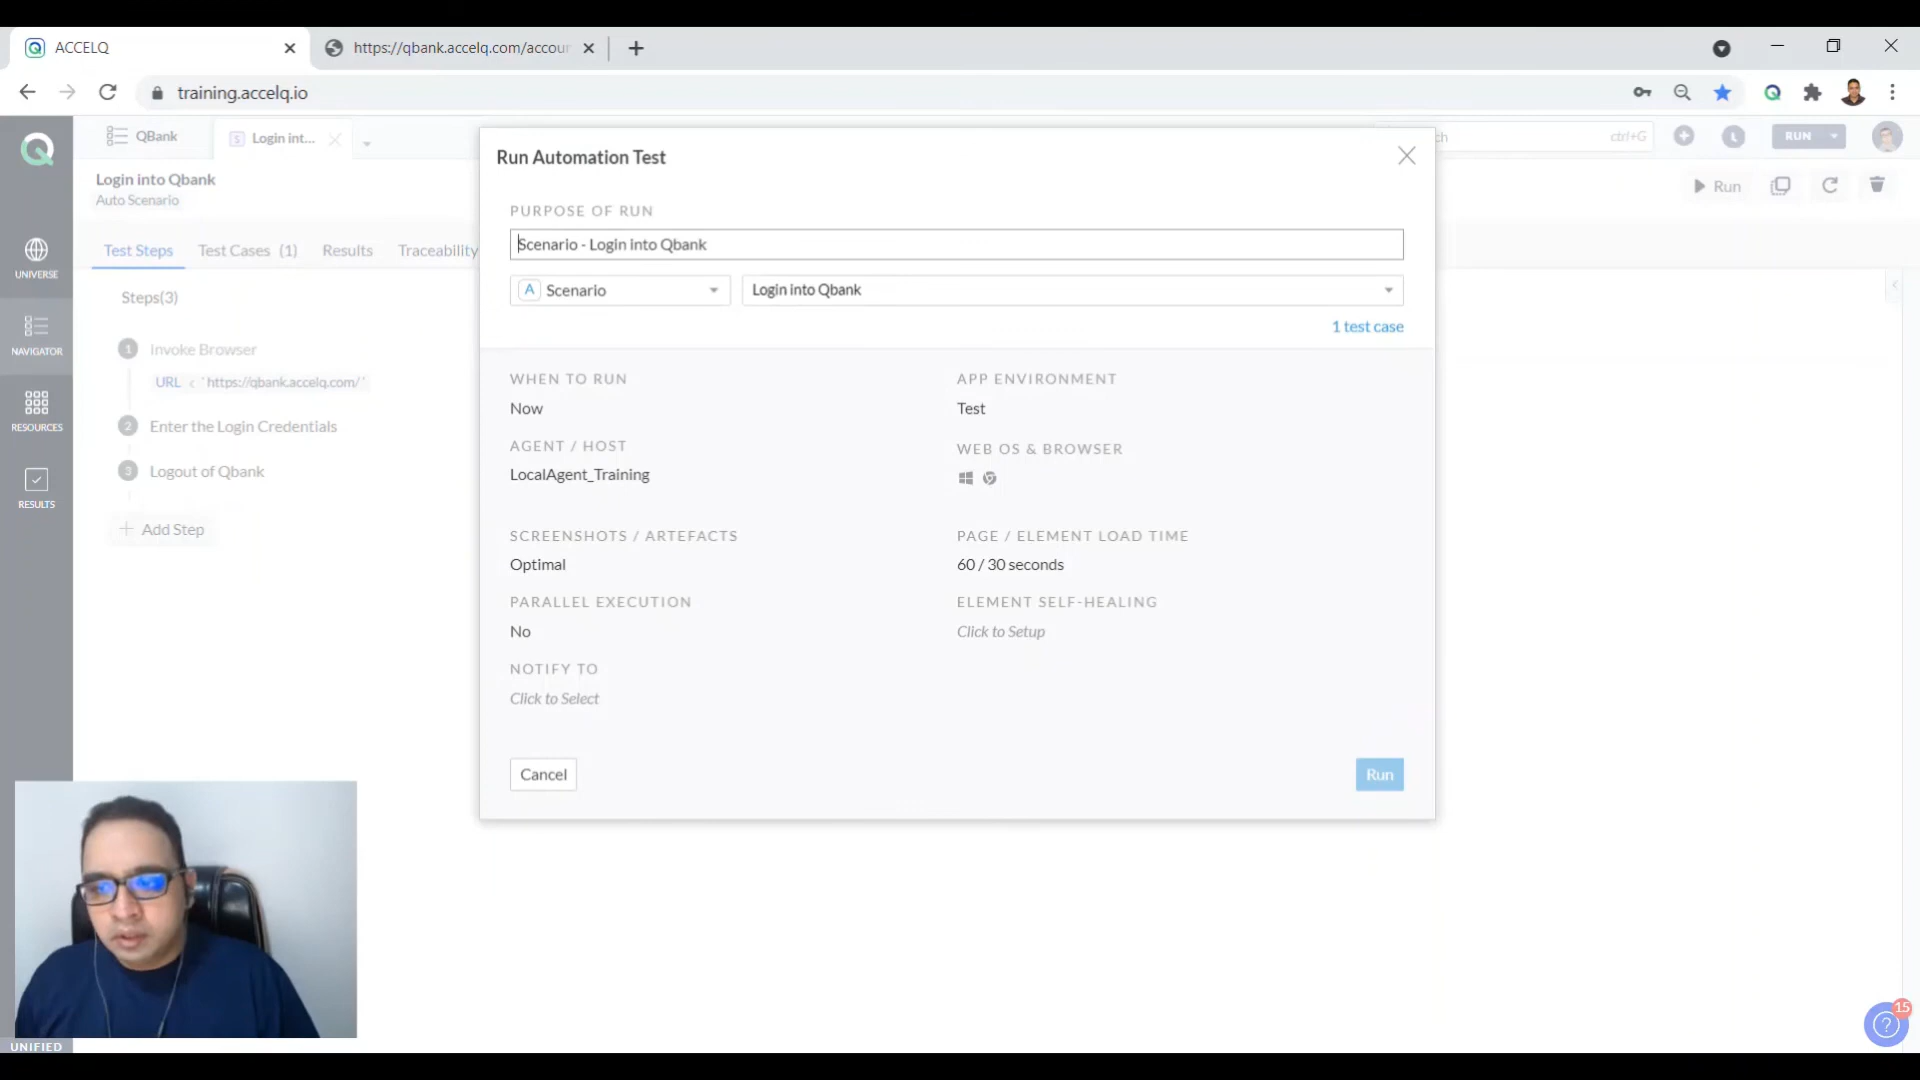 ACCELQ
https://qbank.accelq.com/accour
training.accelq.io
QBank
Login int...
ch
ctrl+G
RUN
Login into Qbank
Auto Scenario
Run
Test Steps
Test Cases (1)
Results
Traceability
Steps(3)
1 Invoke Browser
URL < 'https://qbank.accelq.com/'
2 Enter the Login Credentials
3 Logout of Qbank
+ Add Step
UNIVERSE
NAVIGATOR
RESOURCES
RESULTS
UNIFIED
Run Automation Test
PURPOSE OF RUN
Scenario - Login into Qbank
A Scenario
Login into Qbank
1 test case
WHEN TO RUN
Now
APP ENVIRONMENT
Test
AGENT / HOST
LocalAgent_Training
WEB OS & BROWSER
SCREENSHOTS / ARTEFACTS
Optimal
PAGE / ELEMENT LOAD TIME
60 / 30 seconds
PARALLEL EXECUTION
No
ELEMENT SELF-HEALING
Click to Setup
NOTIFY TO
Click to Select
Cancel
Run
15